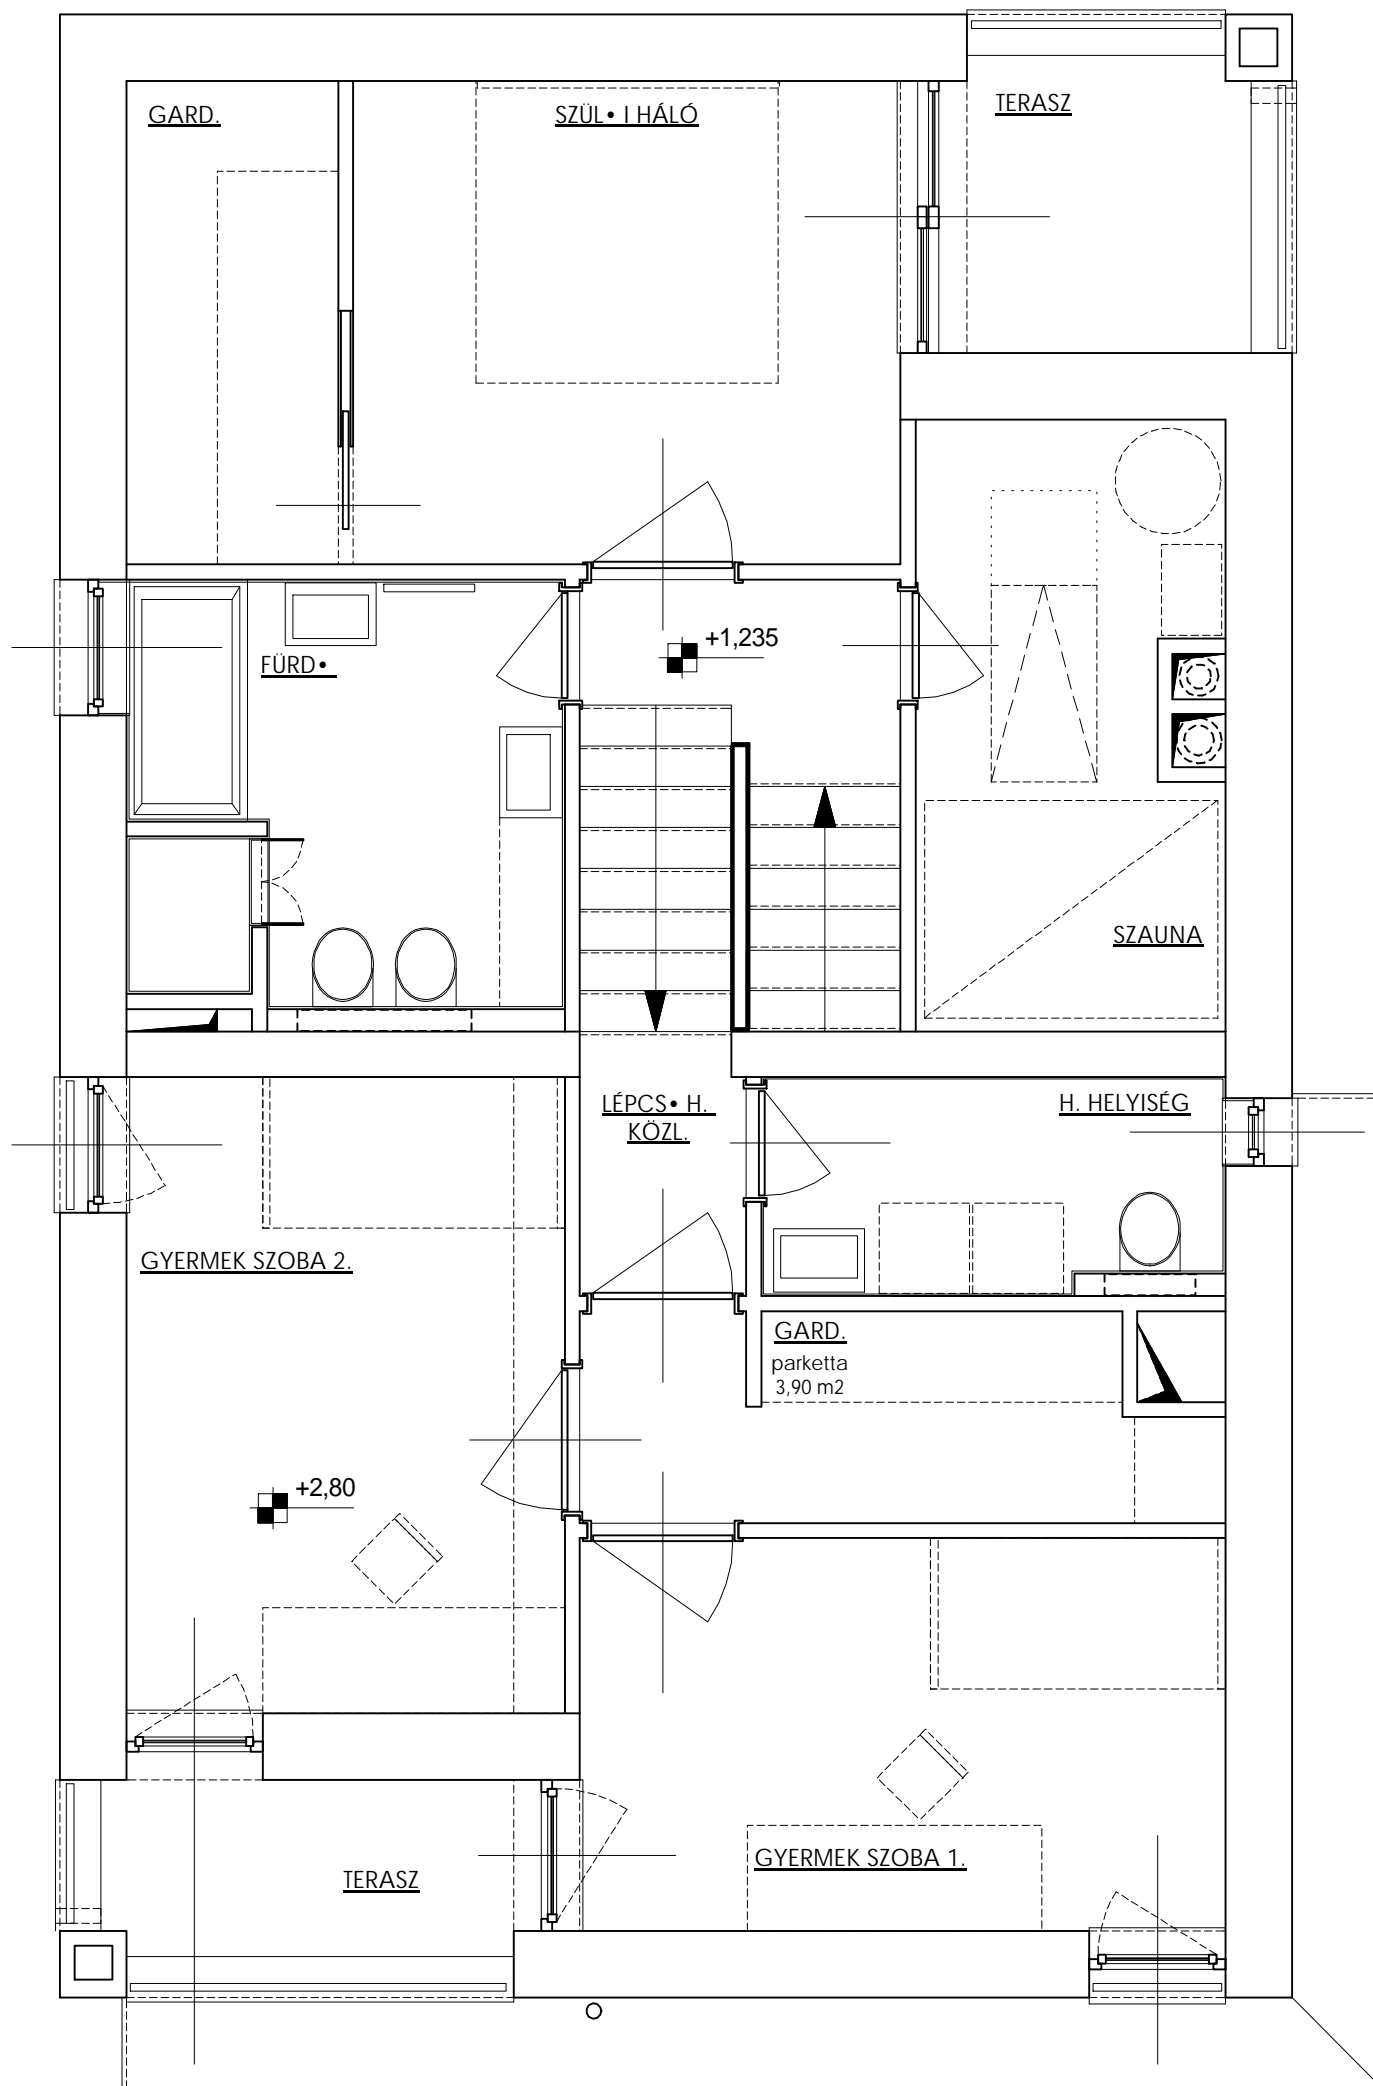 GARD.
SZÜL• I HÁLÓ
TERASZ
+1,235
FÜRD•
SZAUNA
LÉPCS• H.
KÖZL.
H. HELYISÉG
GYERMEK SZOBA 2.
GARD.
parketta
3,90 m2
+2,80
GYERMEK SZOBA 1.
TERASZ